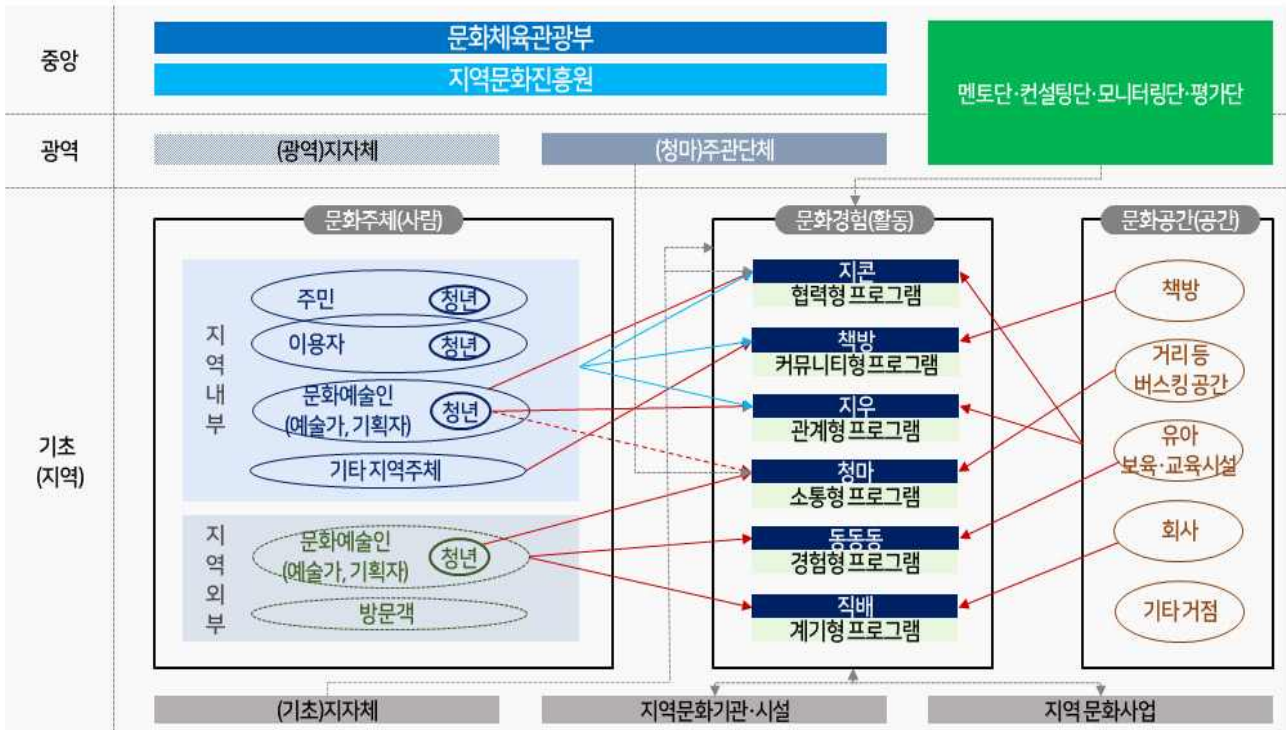 중앙
문화체육관광부
지역문화진흥원
멘토단·컨설팅단·모니터링단·평가단
광역
(광역)지자체
(청마)주관단체
기초
(지역)
문화주체(사람)
지역내부
주민
청년
이용자
청년
문화예술인
(예술가, 기획자)
청년
기타 지역주체
지역외부
문화예술인
(예술가, 기획자)
청년
방문객
문화경험(활동)
지콘
협력형 프로그램
책방
커뮤니티형 프로그램
지우
관계형 프로그램
청마
소통형 프로그램
동동동
경험형 프로그램
직배
계기형 프로그램
문화공간(공간)
책방
거리 등
버스킹 공간
유아
보육·교육시설
회사
기타 거점
(기초)지자체
지역문화기관·시설
지역 문화사업